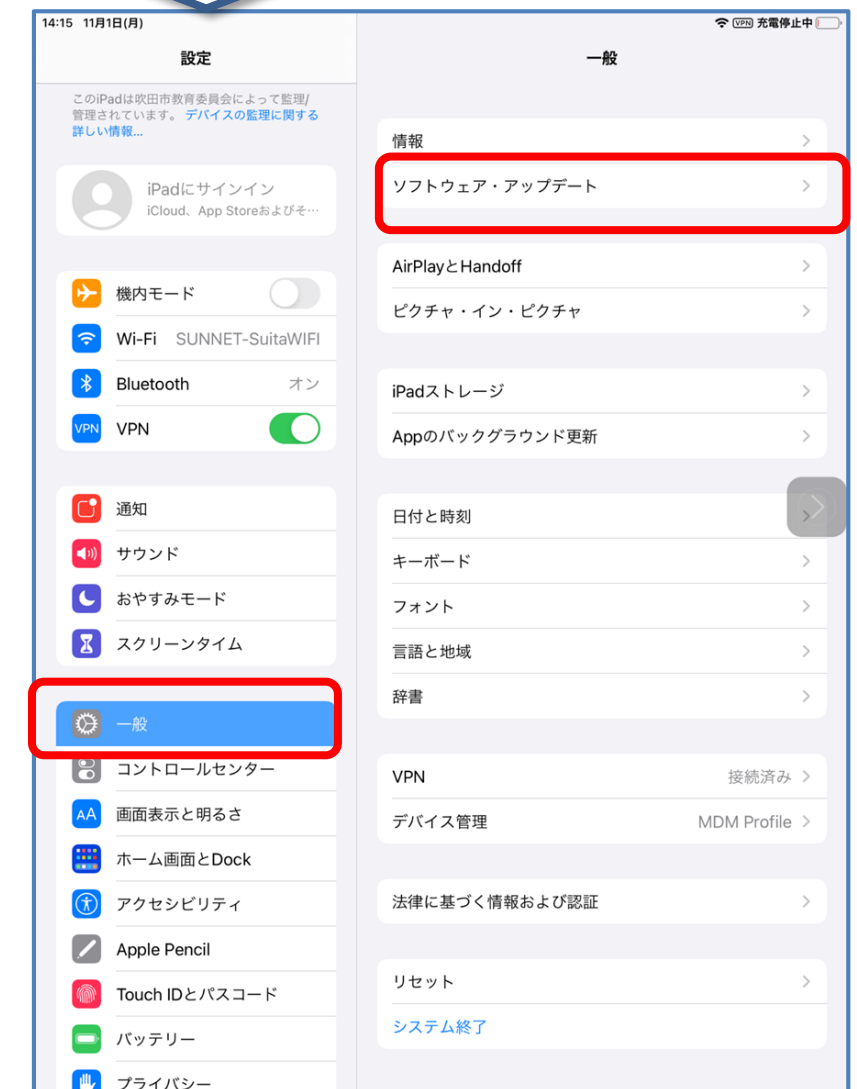 14:15 11月1日(月)
VPN 充電停止中
設定
このiPadは吹田市教育委員会によって監理/
管理されています。 デバイスの監理に関する
詳しい情報...
iPadにサインイン
iCloud、App Storeおよびそ…
機内モード
Wi-Fi SUNNET-SuitaWIFI
Bluetooth オン
VPN VPN
通知
サウンド
おやすみモード
スクリーンタイム
一般
コントロールセンター
AA 画面表示と明るさ
ホーム画面とDock
アクセシビリティ
Apple Pencil
Touch IDとパスコード
バッテリー
プライバシー
一般
情報
ソフトウェア・アップデート
AirPlayとHandoff
ピクチャ・イン・ピクチャ
iPadストレージ
Appのバックグラウンド更新
日付と時刻
キーボード
フォント
言語と地域
辞書
VPN 接続済み
デバイス管理 MDM Profile
法律に基づく情報および認証
リセット
システム終了